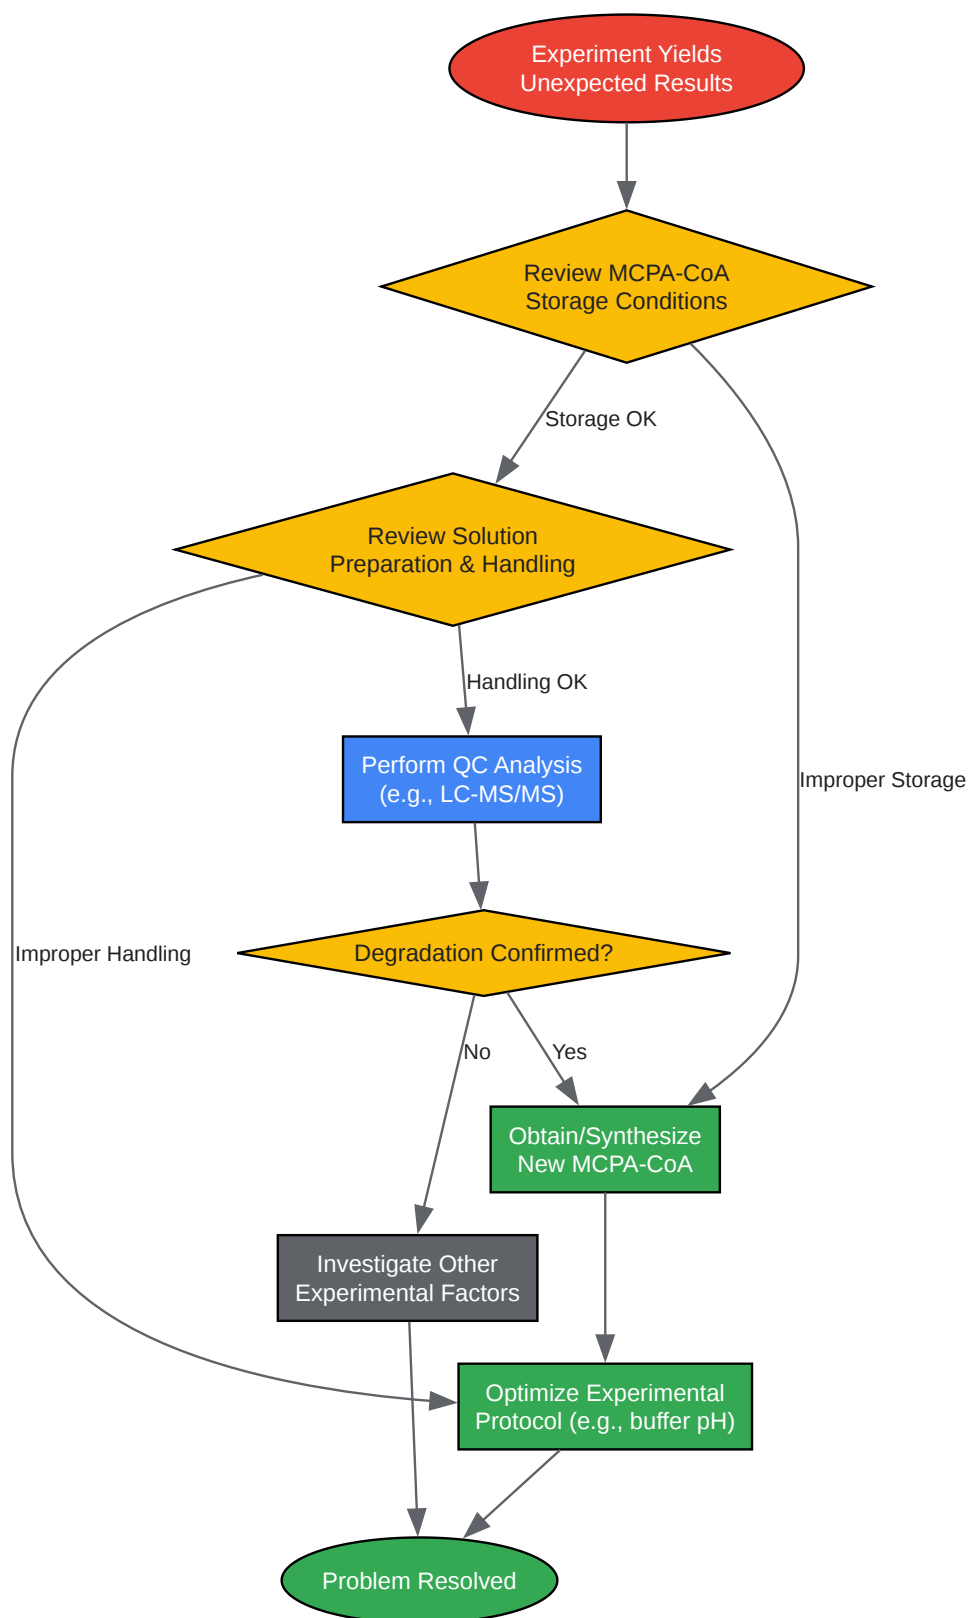 Experiment Yields
Unexpected Results
Review MCPA-CoA
Storage Conditions
Storage OK
Review Solution
Preparation & Handling
Handling OK
Perform QC Analysis
(e.g., LC-MS/MS)
Improper Storage
Improper Handling
Degradation Confirmed?
No
Yes
Obtain/Synthesize
New MCPA-CoA
Investigate Other
Experimental Factors
Optimize Experimental
Protocol (e.g., buffer pH)
Problem Resolved